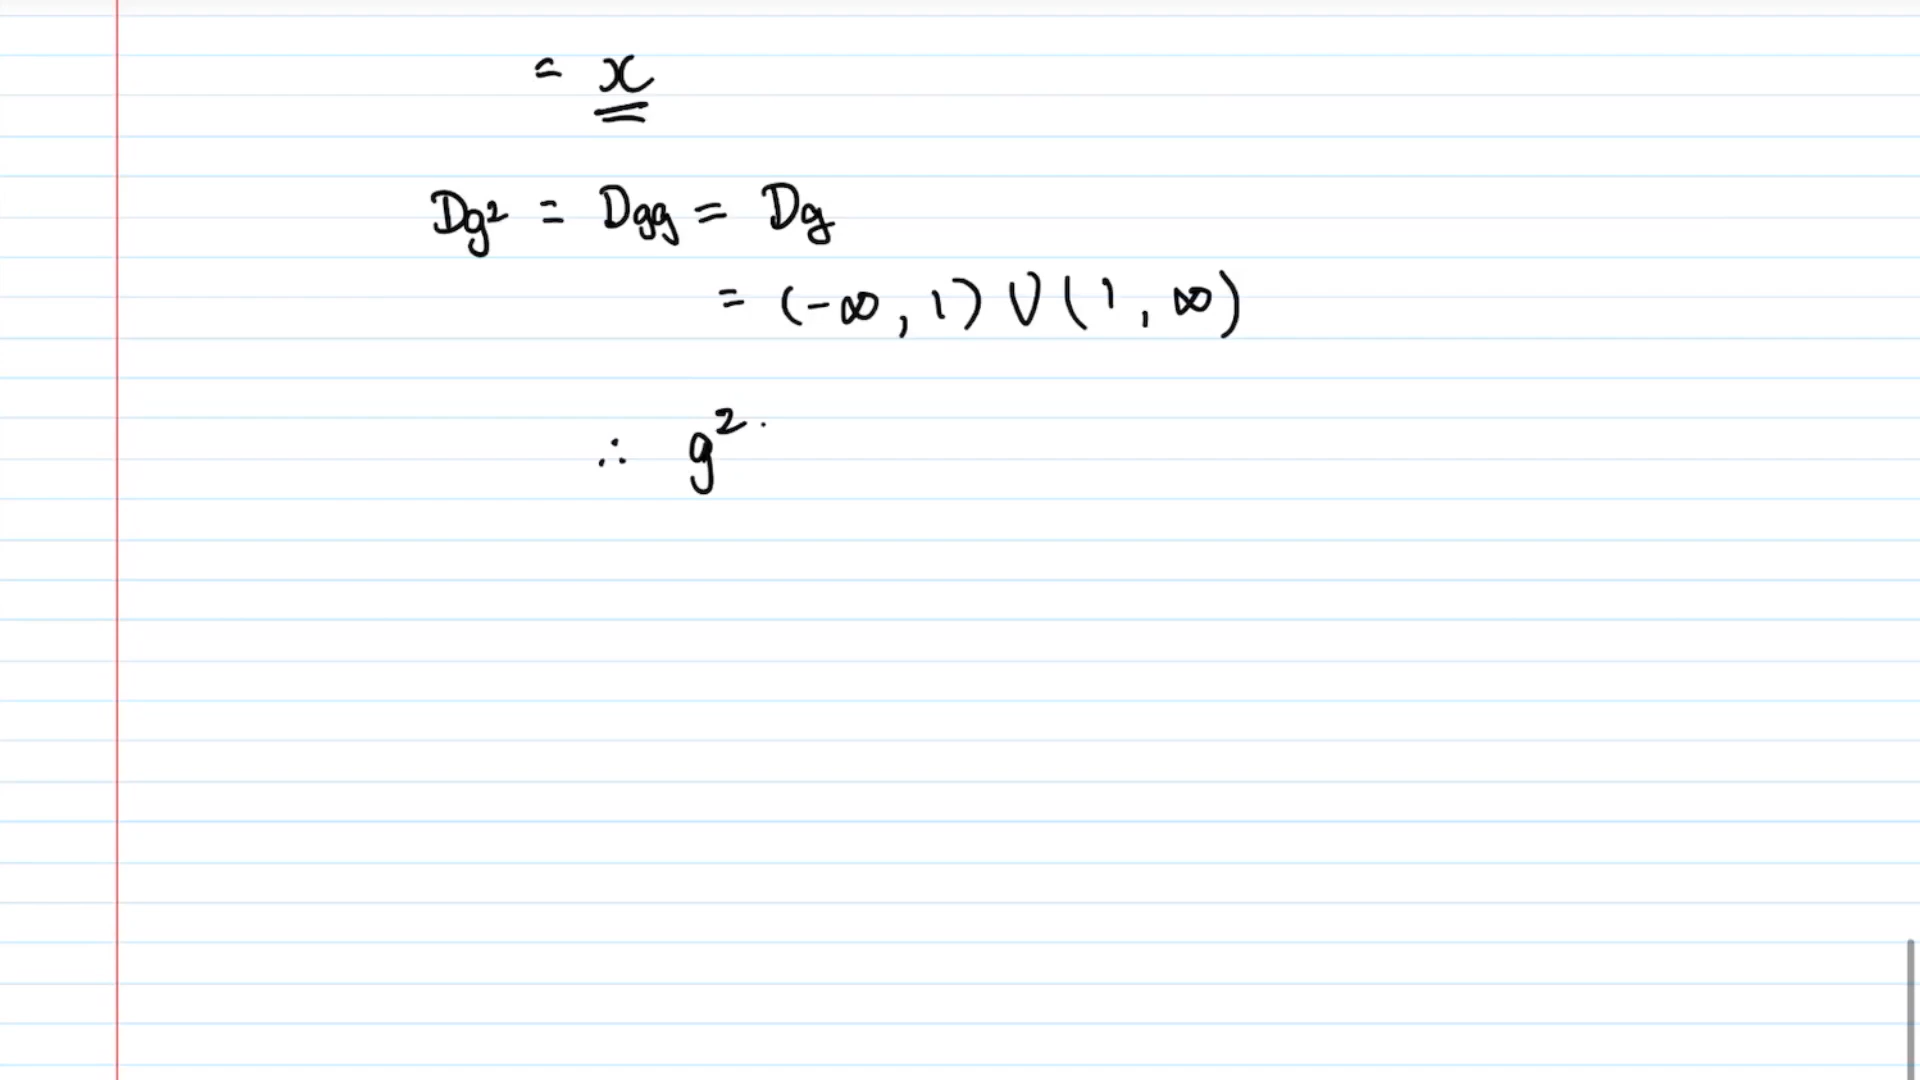 = x
Dg² = Dgg = Dg
= (-∞, 1) ∪ (1, ∞)
∴ g² .